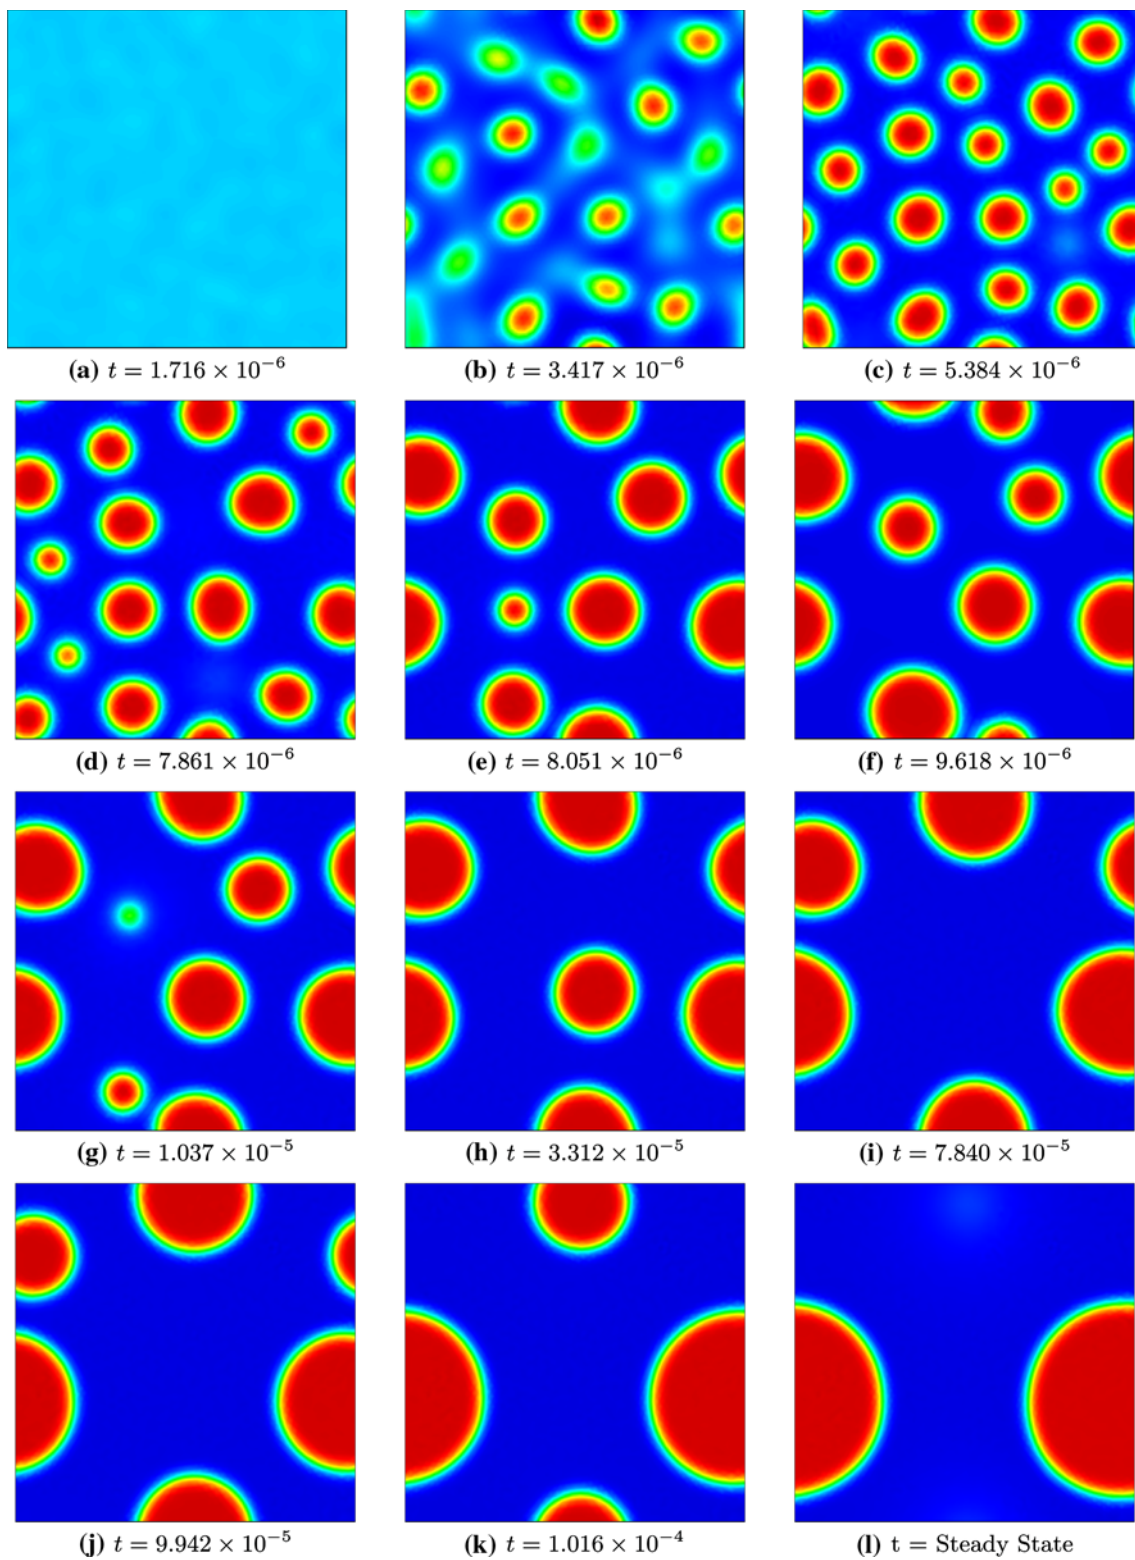 (a) t = 1.716 × 10⁻⁶
(b) t = 3.417 × 10⁻⁶
(c) t = 5.384 × 10⁻⁶
(d) t = 7.861 × 10⁻⁶
(e) t = 8.051 × 10⁻⁶
(f) t = 9.618 × 10⁻⁶
(g) t = 1.037 × 10⁻⁵
(h) t = 3.312 × 10⁻⁵
(i) t = 7.840 × 10⁻⁵
(j) t = 9.942 × 10⁻⁵
(k) t = 1.016 × 10⁻⁴
(l) t = Steady State